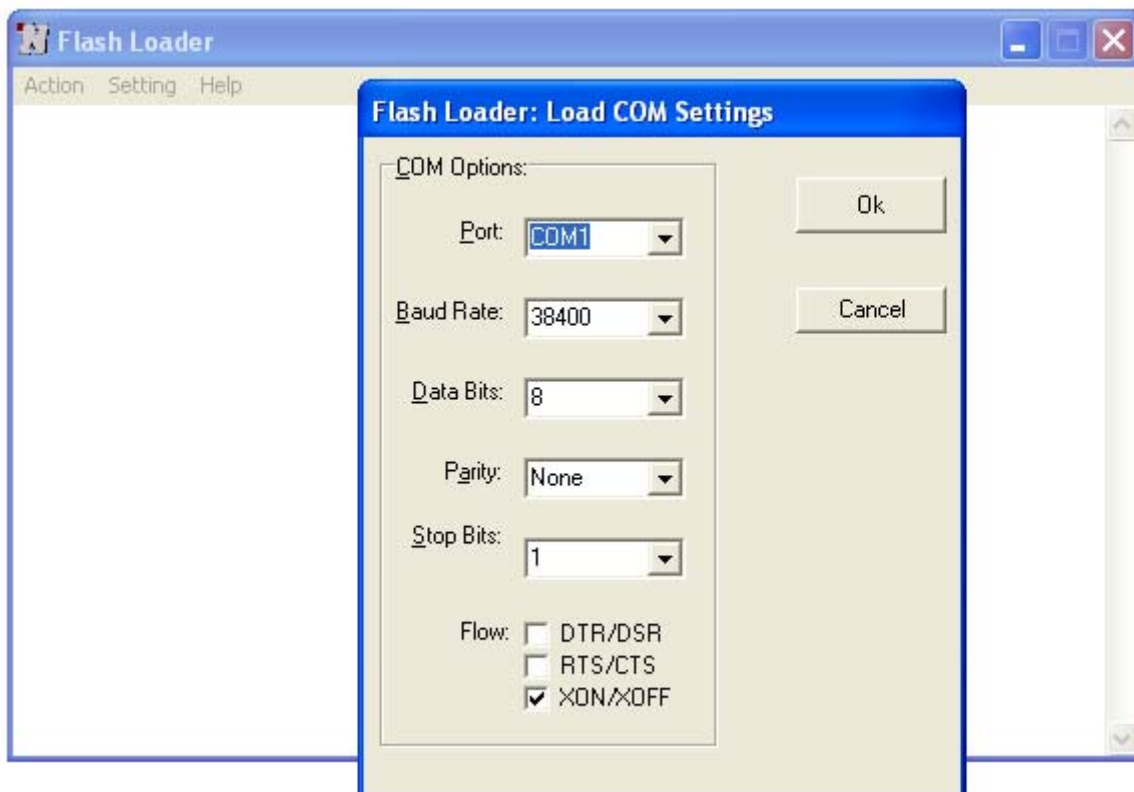 Flash Loader
Action Setting Help
Flash Loader: Load COM Settings
COM Options:
Port: COM1
Baud Rate: 38400
Data Bits: 8
Parity: None
Stop Bits: 1
Flow: DTR/DSR
RTS/CTS
XON/XOFF
Ok
Cancel